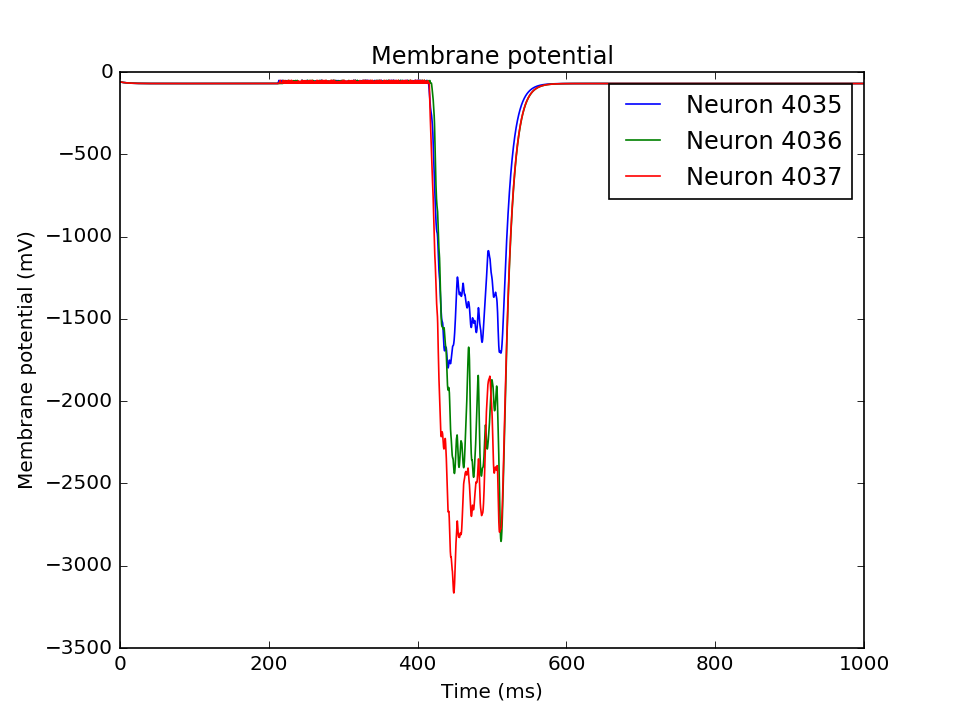 Membrane potential
Membrane potential (mV)
0
−500
−1000
−1500
−2000
−2500
−3000
−3500
Neuron 4035
Neuron 4036
Neuron 4037
0 200 400 600 800 1000
Time (ms)